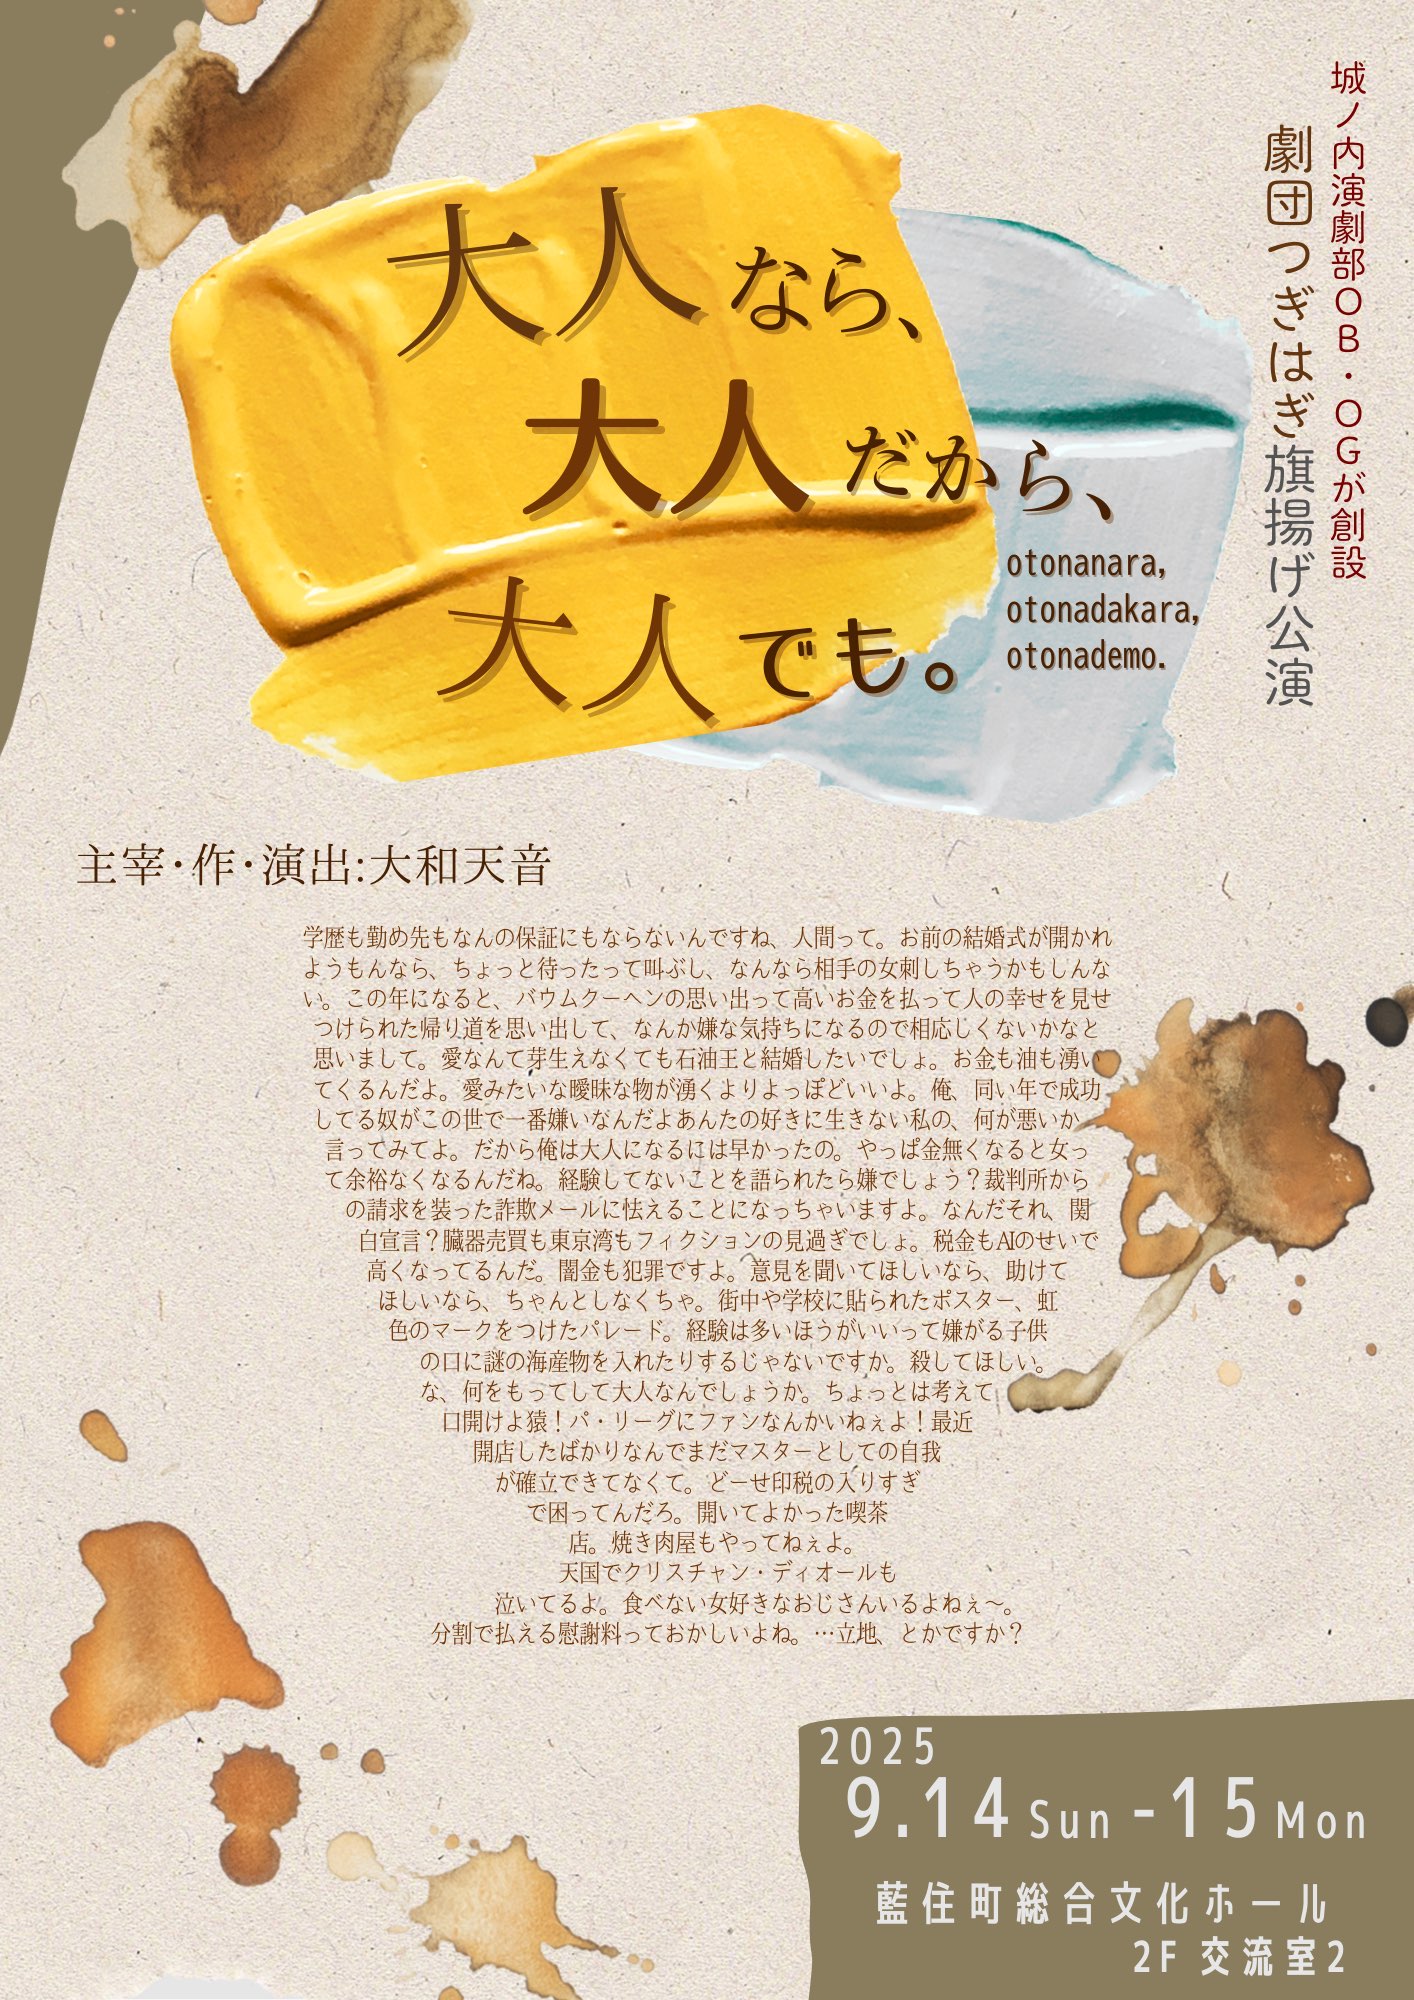 城ノ内演劇部OB・OGが創設
劇団つぎはぎ旗揚げ公演
大人なら、
大人だから、
大人でも。
otonanara,
otonadakara,
otonademo.
主宰・作・演出:大和天音
学歴も勤め先もなんの保証にもならないんですね、人間って。お前の結婚式が開かれ
ようもんなら、ちょっと待ったって叫ぶし、なんなら相手の女刺しちゃうかもしんな
い。この年になると、バウムクーヘンの思い出って高いお金を払って人の幸せを見せ
つけられた帰り道を思い出して、なんか嫌な気持ちになるので相応じくないかなと
思いまして。愛なんて芽生えなくても石油王と結婚したいでしょ。お金も油も湧い
てくるんだよ。愛みたいな曖昧な物が湧くよりよっぽどいいよ。俺、同い年で成功
してる奴がこの世で一番嫌いなんだよあんたの好きに生きない私の、何が悪いか
言ってみてよ。だから俺は大人になるには早かったの。やっぱ金無くなると女っ
て余裕なくなるんだね。経験してないことを語られたら嫌でしょう？裁判所から
の請求を装った詐欺メールに怯えることになっちゃいますよ。なんだそれ、関
白宣言？臓器売買も東京湾もフィクションの見過ぎでしょ。税金もAIのせいで
高くなってるんだ。闇金も犯罪ですよ。意見を聞いてほしいなら、助けて
ほしいなら、ちゃんとしなくちゃ。街中や学校に貼られたポスター、虹
色のマークをつけたパレード。経験は多いほうがいいって嫌がる子供
の口に謎の海産物を入れたりするじゃないですか。殺してほしい。
な、何をもってして大人なんでしょうか。ちょっとは考えて
口開けよ猿！パ・リーグにファンなんかいねぇよ！最近
開店したばかりなんでまだマスターとしての自我
が確立できてなくて。どーせ印税の入りすぎ
で困ってんだろ。開いてよかった喫茶
店。焼き肉屋もやってねぇよ。
天国でクリスチャン・ディオールも
泣いてるよ。食べない女好きなおじさんいるよねぇ〜。
分割で払える慰謝料っておかしいよね。…立地、とかですか？
2025
9.14 Sun -15 Mon
藍住町総合文化ホール
2F 交流室2